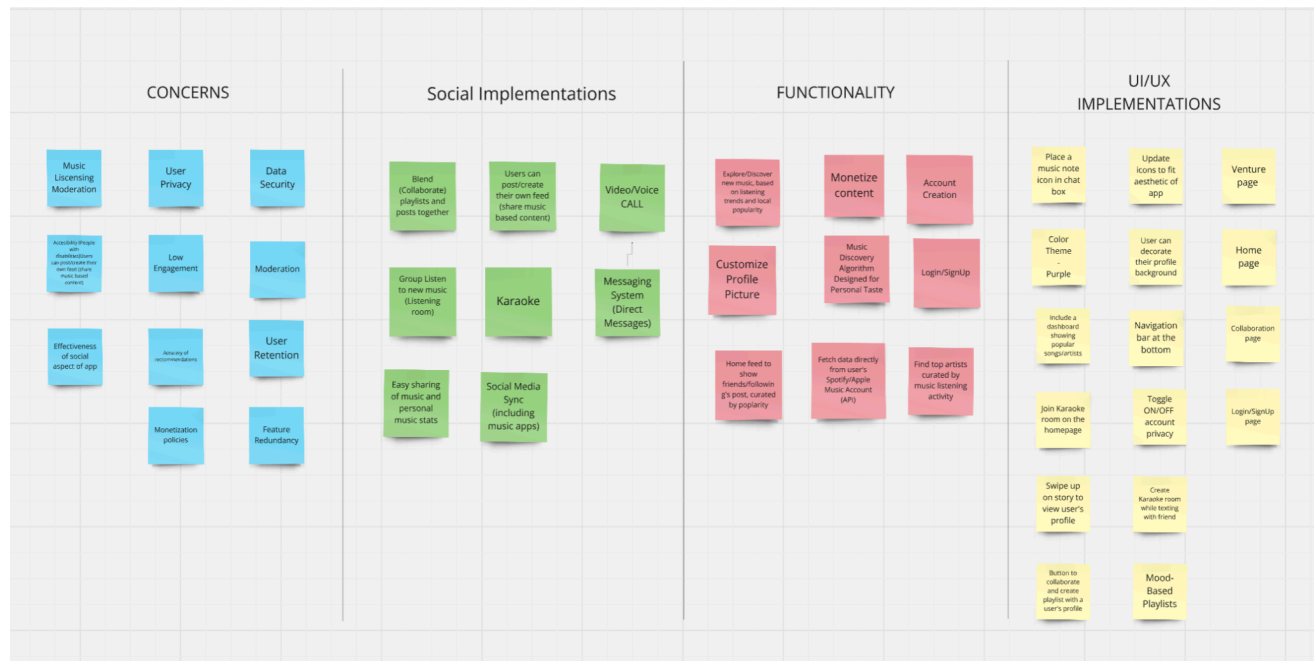 CONCERNS
Music
Liscensing
Moderation
User
Privacy
Data
Security
Low
Engagement
Moderation
Effectiveness
of social
aspect of app
User
Retention
Monetization
policies
Feature
Redundancy
Social Implementations
Blend
(Collaborate)
playlists and
posts together
Users can
post/create
their own feed
(share music
based content)
Video/Voice
CALL
Group Listen
to new music
(Listening
room)
Karaoke
Messaging
System
(Direct
Messages)
Easy sharing
of music and
personal
music stats
Social Media
Sync
(including
music apps)
FUNCTIONALITY
Explore/Discover
new music, based
on listening
trends and local
popularity
Monetize
content
Account
Creation
Customize
Profile
Picture
Music
Discovery
Algorithm
Designed for
Personal Taste
Login/SignUp
Home feed to
show
friends/followin
g's post, curated
by poplarity
Fetch data directly
from user's
Spotify/Apple
Music Account
(API)
Find top artists
curated by
music listening
activity
UI/UX
IMPLEMENTATIONS
Place a
music note
icon in chat
box
Update
icons to fit
aesthetic of
app
Venture
page
Color
Theme
-
Purple
User can
decorate
their profile
background
Home
page
Include a
dashboard
showing
popular
songs/artists
Navigation
bar at the
bottom
Collaboration
page
Join Karaoke
room on the
homepage
Toggle
ON/OFF
account
privacy
Login/SignUp
page
Swipe up
on story to
view user's
profile
Create
Karaoke room
while texting
with friend
Button to
collaborate
and create
playlist with a
user's profile
Mood-
Based
Playlists